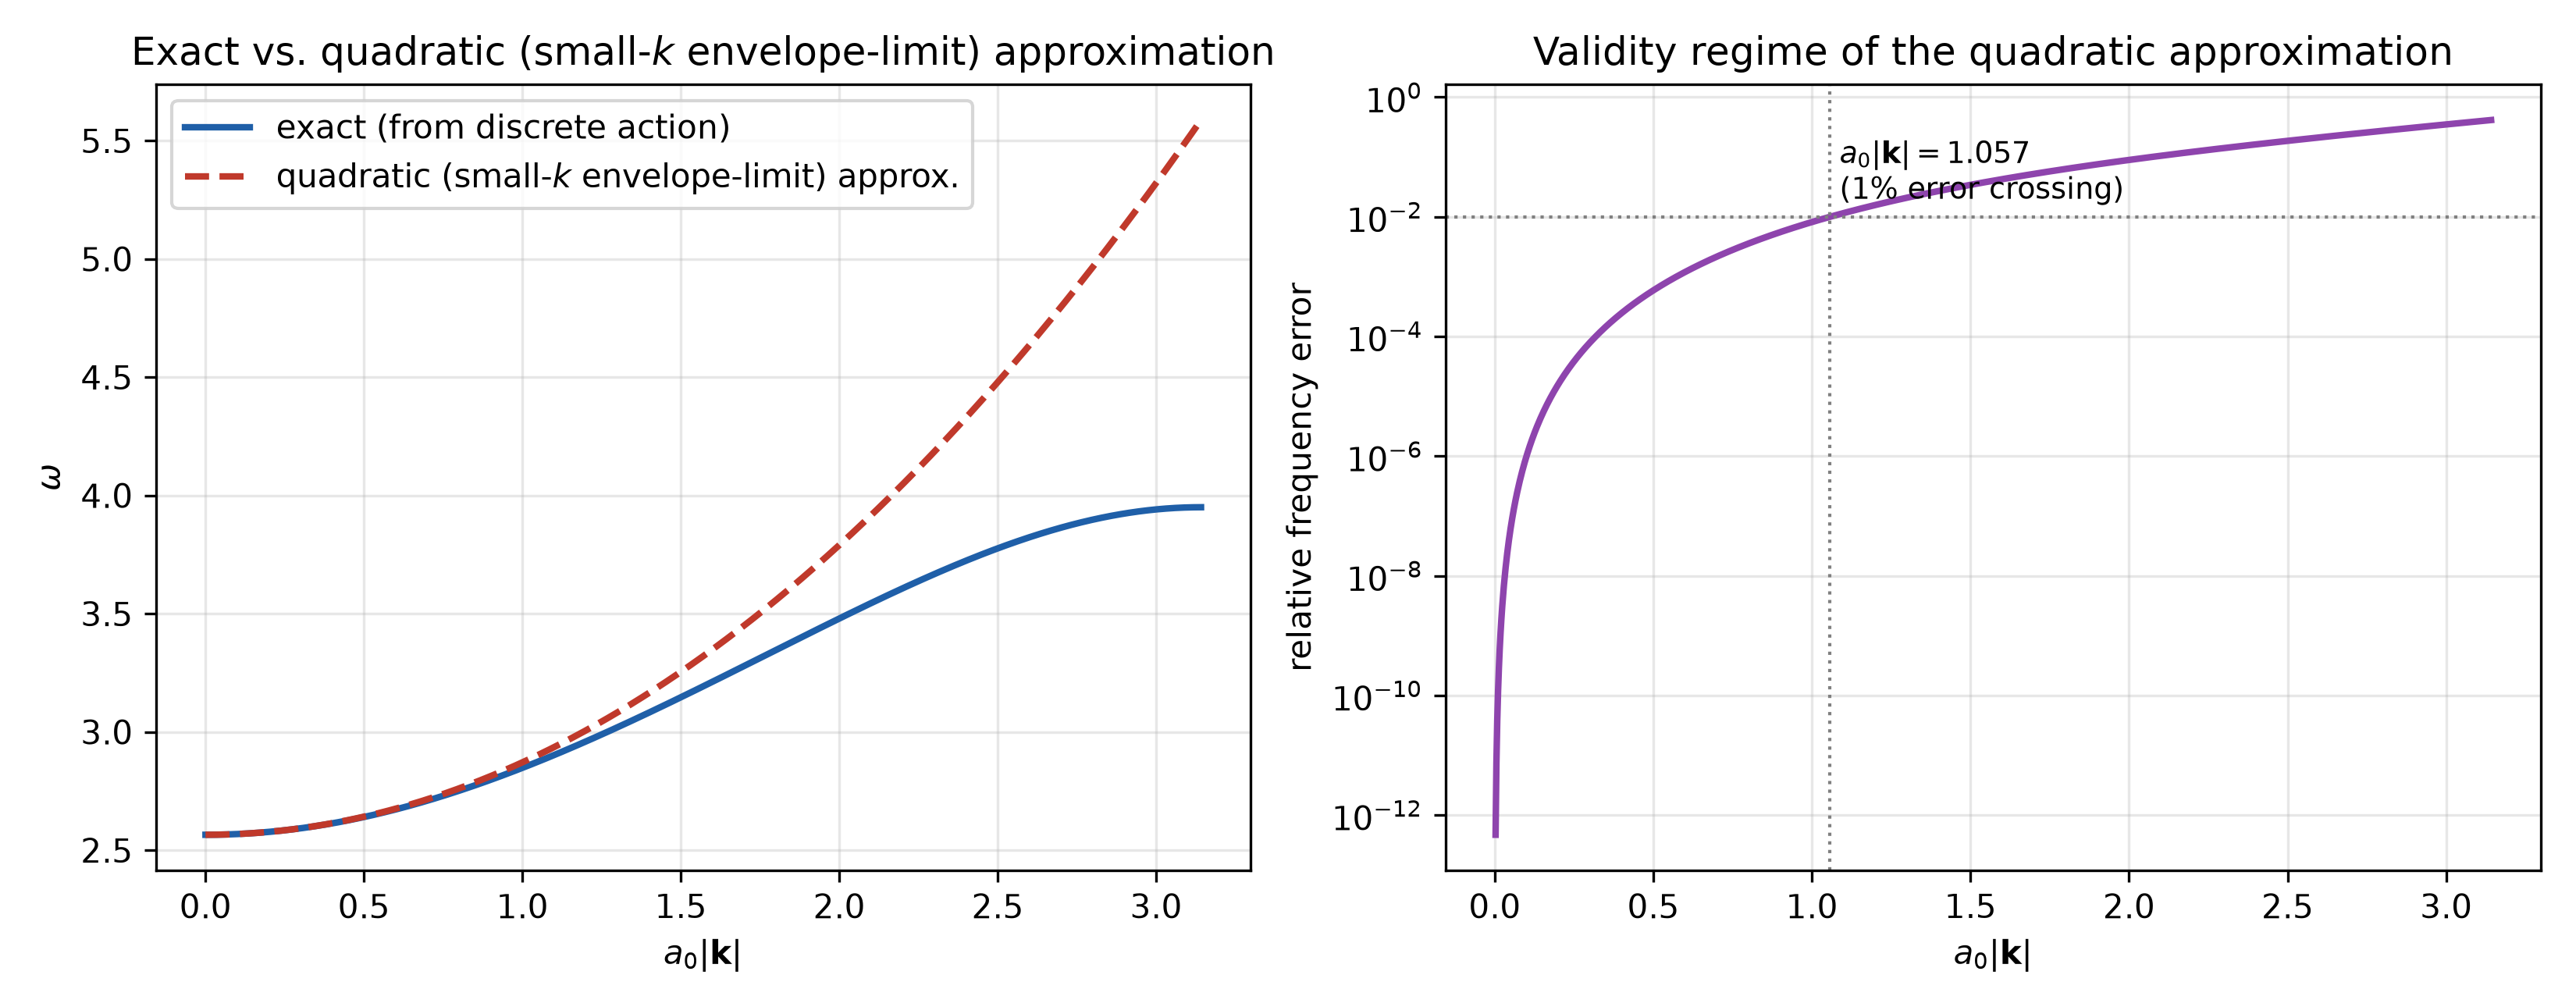 Exact vs. quadratic (small-k envelope-limit) approximation
exact (from discrete action)
quadratic (small-k envelope-limit) approx.
5.5
5.0
4.5
4.0
3.5
3.0
2.5
ω
0.0 0.5 1.0 1.5 2.0 2.5 3.0
a₀|k|
Validity regime of the quadratic approximation
a₀|k| = 1.057
(1% error crossing)
10⁰
10⁻²
10⁻⁴
10⁻⁶
10⁻⁸
10⁻¹⁰
10⁻¹²
relative frequency error
0.0 0.5 1.0 1.5 2.0 2.5 3.0
a₀|k|